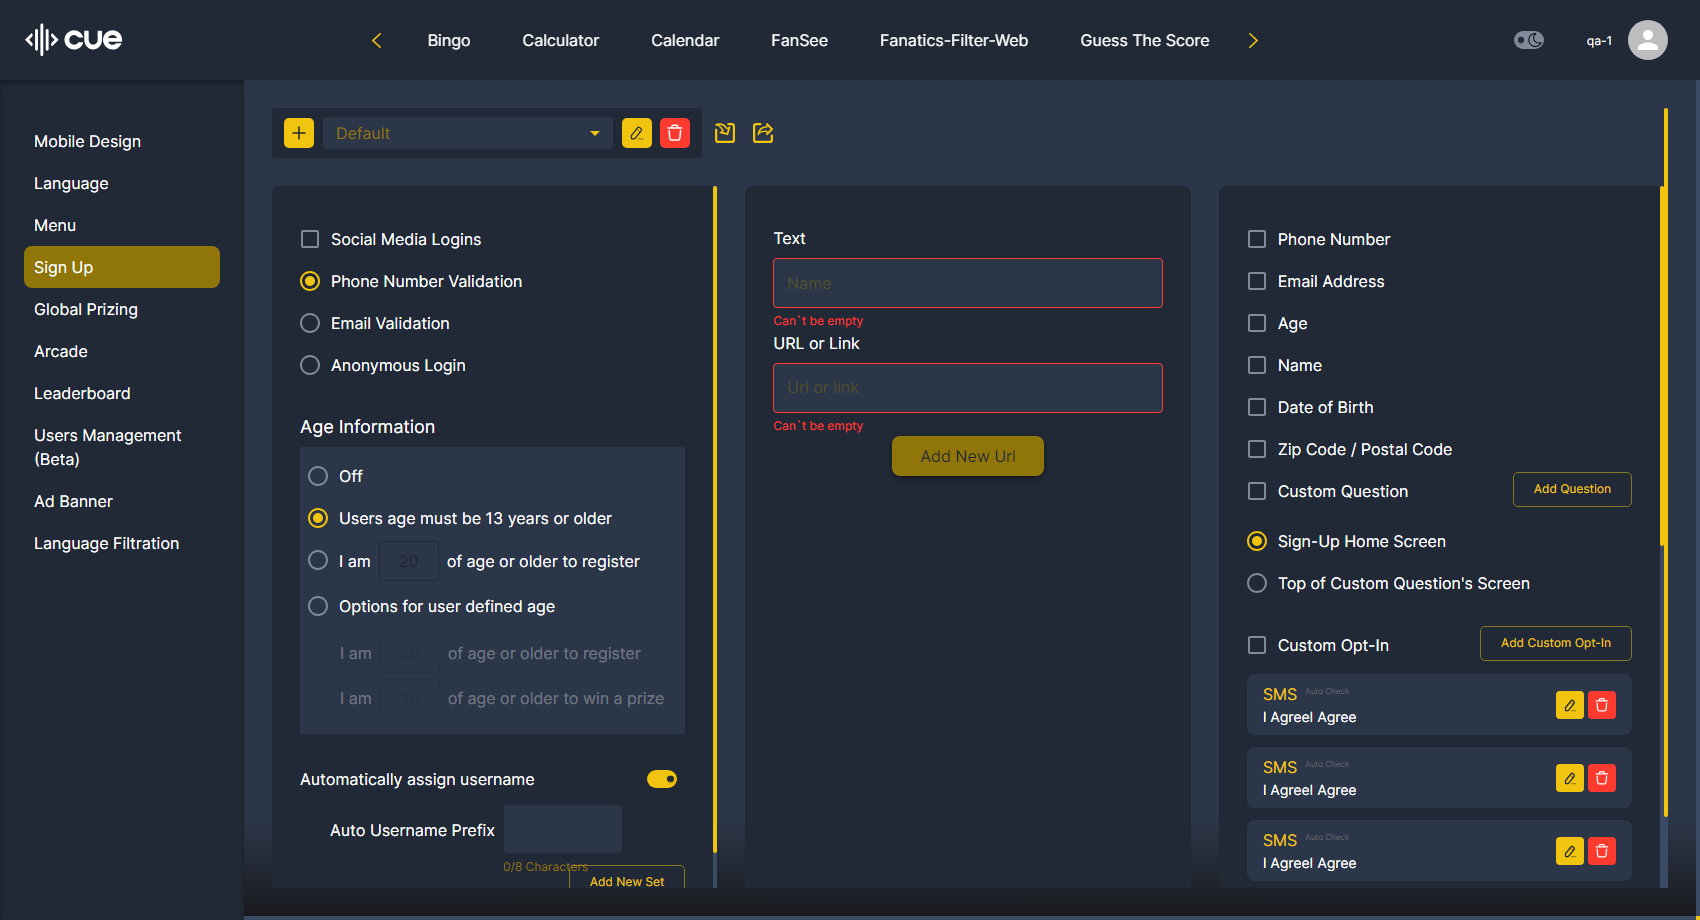 cue
Bingo
Calculator
Calendar
FanSee
Fanatics-Filter-Web
Guess The Score
qa-1
Mobile Design
Language
Menu
Sign Up
Global Prizing
Arcade
Leaderboard
Users Management
(Beta)
Ad Banner
Language Filtration
Default
Social Media Logins
Phone Number Validation
Email Validation
Anonymous Login
Age Information
Off
Users age must be 13 years or older
I am 20 of age or older to register
Options for user defined age
I am 20 of age or older to register
I am 30 of age or older to win a prize
Automatically assign username
Auto Username Prefix
0/8 Characters
Add New Set
Text
Name
Can`t be empty
URL or Link
Url or link
Can`t be empty
Add New Url
Phone Number
Email Address
Age
Name
Date of Birth
Zip Code / Postal Code
Custom Question
Add Question
Sign-Up Home Screen
Top of Custom Question's Screen
Custom Opt-In
Add Custom Opt-In
SMS Auto Check
I AgreeI Agree
SMS Auto Check
I AgreeI Agree
SMS Auto Check
I AgreeI Agree